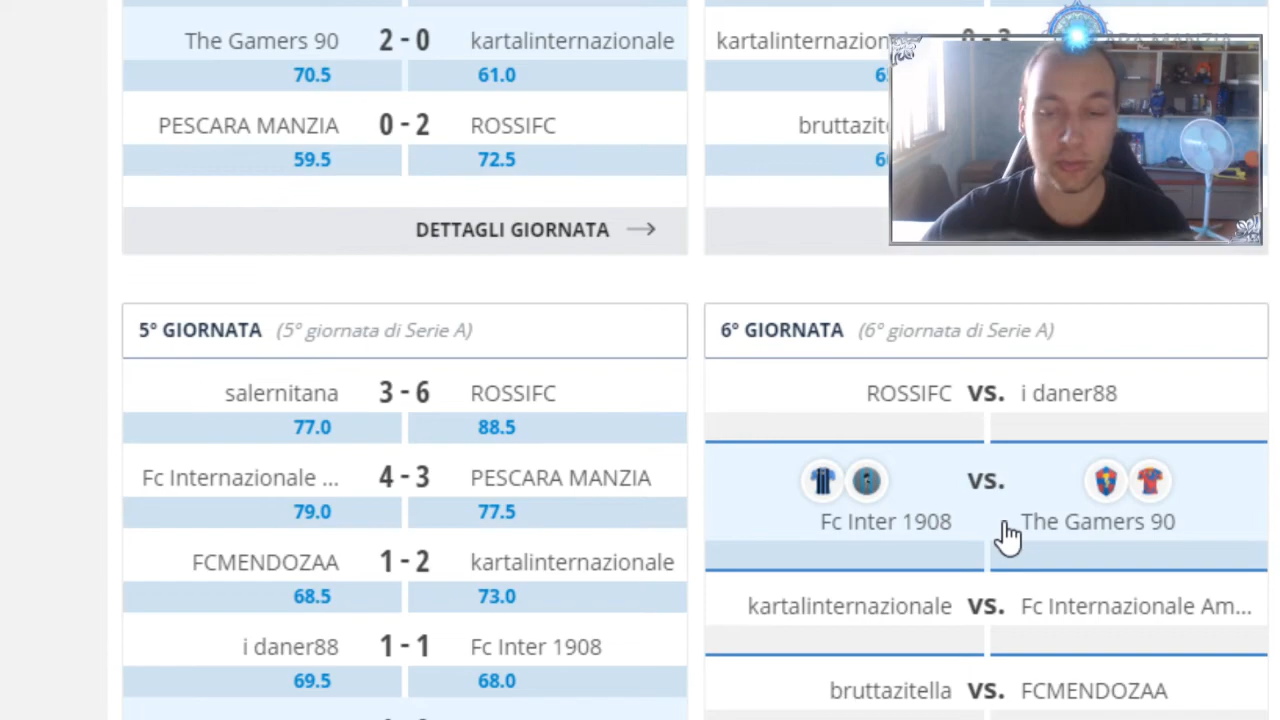 The Gamers 90 2 - 0 kartalinternazionale
70.5 61.0
PESCARA MANZIA 0 - 2 ROSSIFC
59.5 72.5
DETTAGLI GIORNATA →
5° GIORNATA (5° giornata di Serie A)
salernitana 3 - 6 ROSSIFC
77.0 88.5
Fc Internazionale ... 4 - 3 PESCARA MANZIA
79.0 77.5
FCMENDOZAA 1 - 2 kartalinternazionale
68.5 73.0
i daner88 1 - 1 Fc Inter 1908
69.5 68.0
6° GIORNATA (6° giornata di Serie A)
ROSSIFC VS. i daner88
VS.
Fc Inter 1908 The Gamers 90
kartalinternazionale VS. Fc Internazionale Am...
bruttazitella VS. FCMENDOZAA